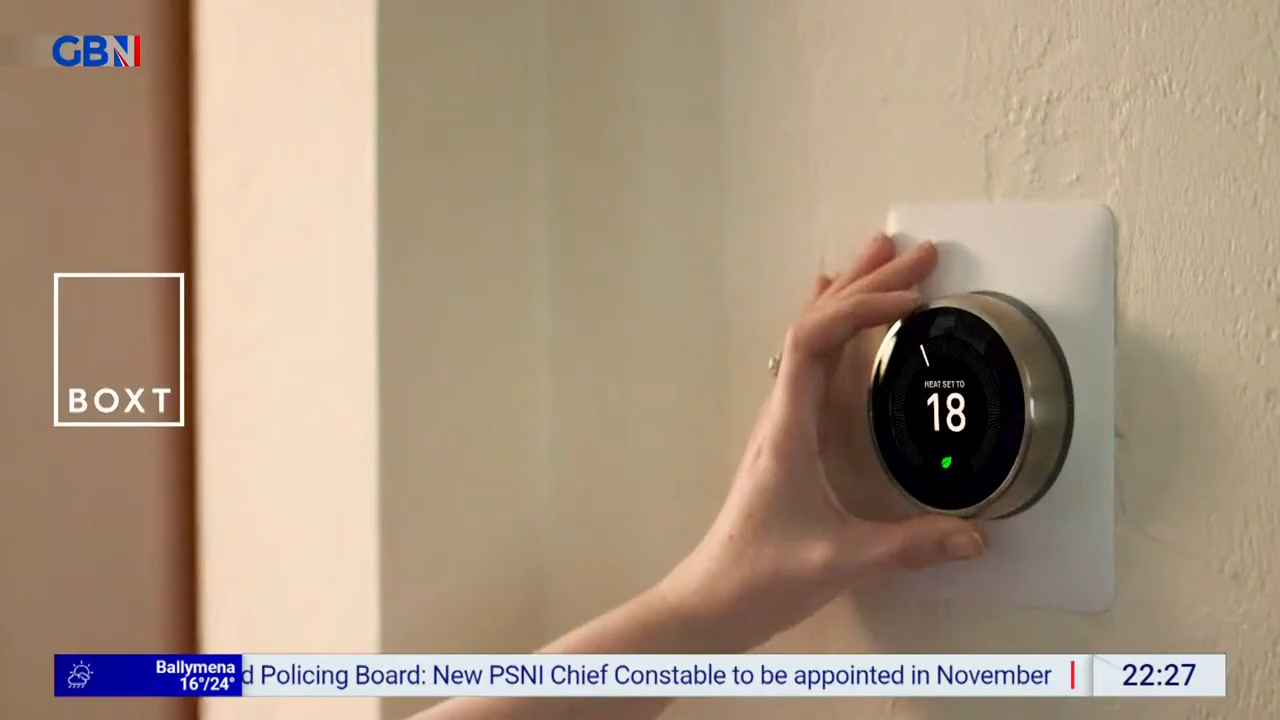 GBN
BOXT
HEAT SET TO
18
Ballymena
16°/24°
d Policing Board: New PSNI Chief Constable to be appointed in November
22:27